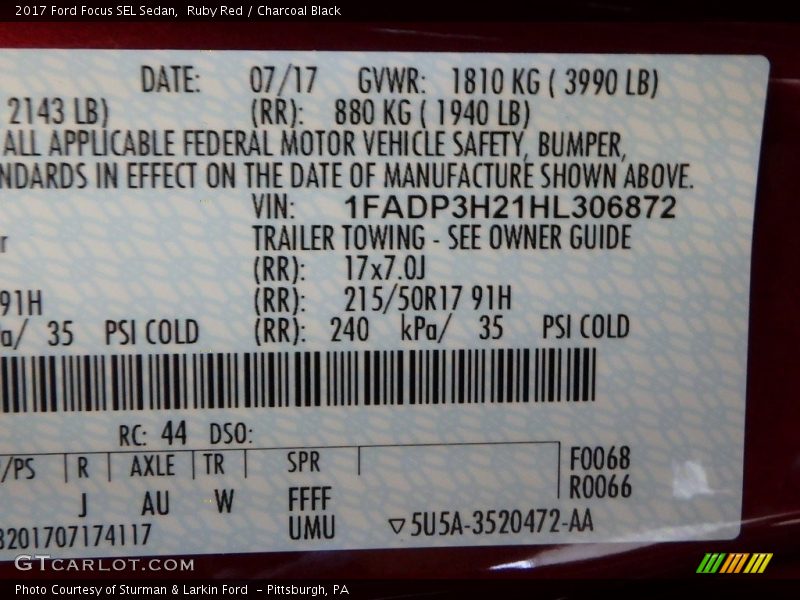 2017 Ford Focus SEL Sedan,  Ruby Red / Charcoal Black
DATE: 07/17 GVWR: 1810 KG ( 3990 LB)
2143 LB) (RR): 880 KG ( 1940 LB)
ALL APPLICABLE FEDERAL MOTOR VEHICLE SAFETY, BUMPER,
NDARDS IN EFFECT ON THE DATE OF MANUFACTURE SHOWN ABOVE.
VIN: 1FADP3H21HL306872
r TRAILER TOWING - SEE OWNER GUIDE
(RR): 17x7.0J
91H (RR): 215/50R17 91H
a/ 35 PSI COLD (RR): 240 kPa/ 35 PSI COLD
RC: 44 DSO:
/PS R AXLE TR SPR F0068
J AU W FFFF R0066
3201707174117 UMU ▽5U5A-3520472-AA
GTCARLOT.COM
Photo Courtesy of Sturman & Larkin Ford  - Pittsburgh, PA